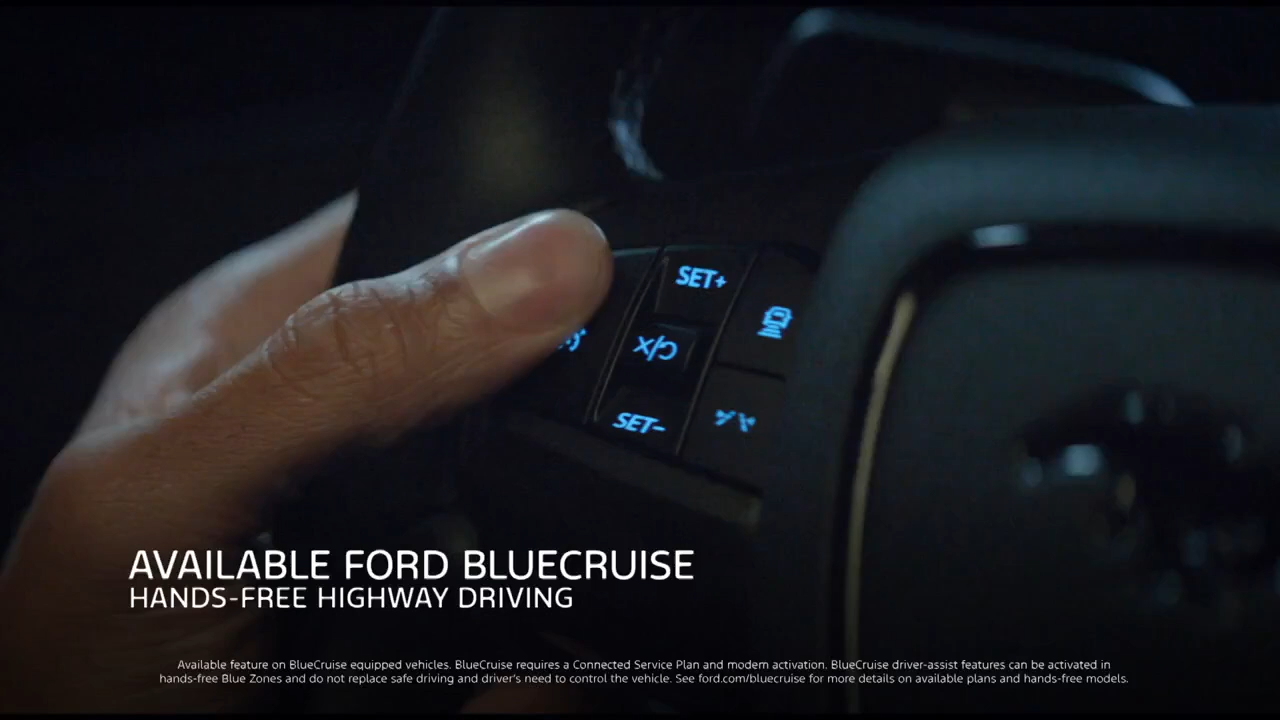 SET+
SET-
AVAILABLE FORD BLUECRUISE
HANDS-FREE HIGHWAY DRIVING
Available feature on BlueCruise equipped vehicles. BlueCruise requires a Connected Service Plan and modem activation. BlueCruise driver-assist features can be activated in
hands-free Blue Zones and do not replace safe driving and driver's need to control the vehicle. See ford.com/bluecruise for more details on available plans and hands-free models.